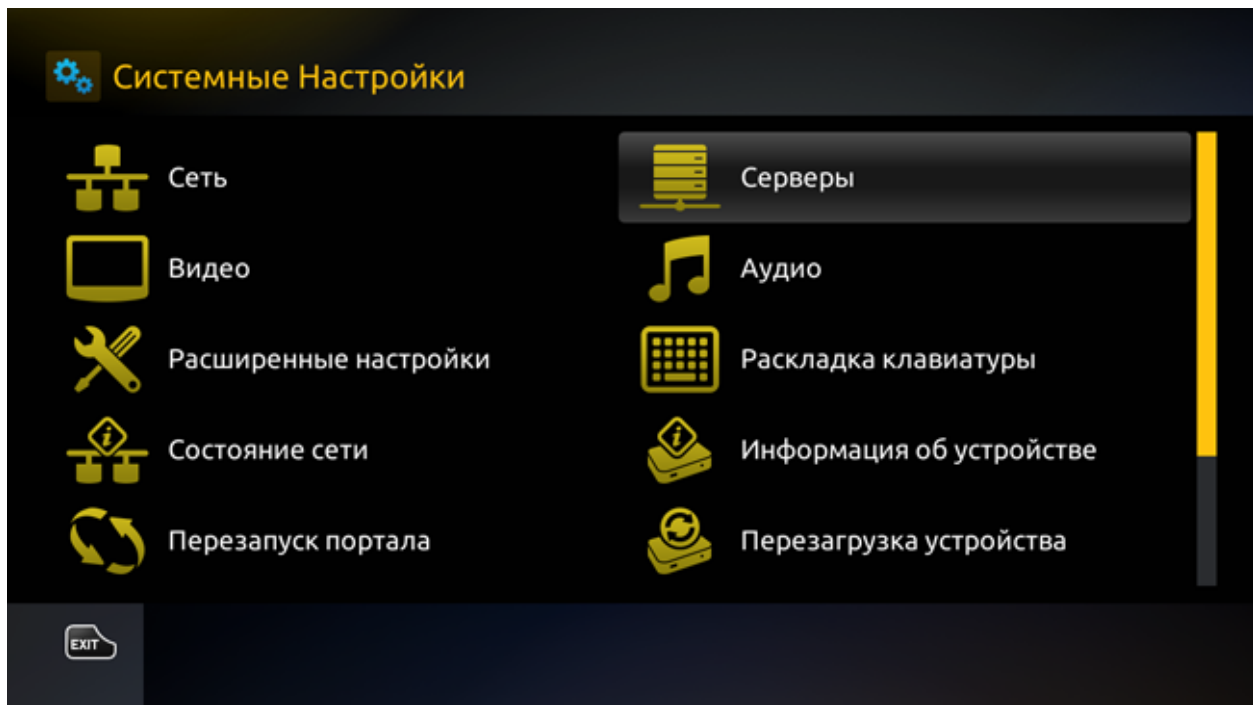 Системные Настройки
Сеть
Серверы
Видео
Аудио
Расширенные настройки
Раскладка клавиатуры
Состояние сети
Информация об устройстве
Перезапуск портала
Перезагрузка устройства
EXIT